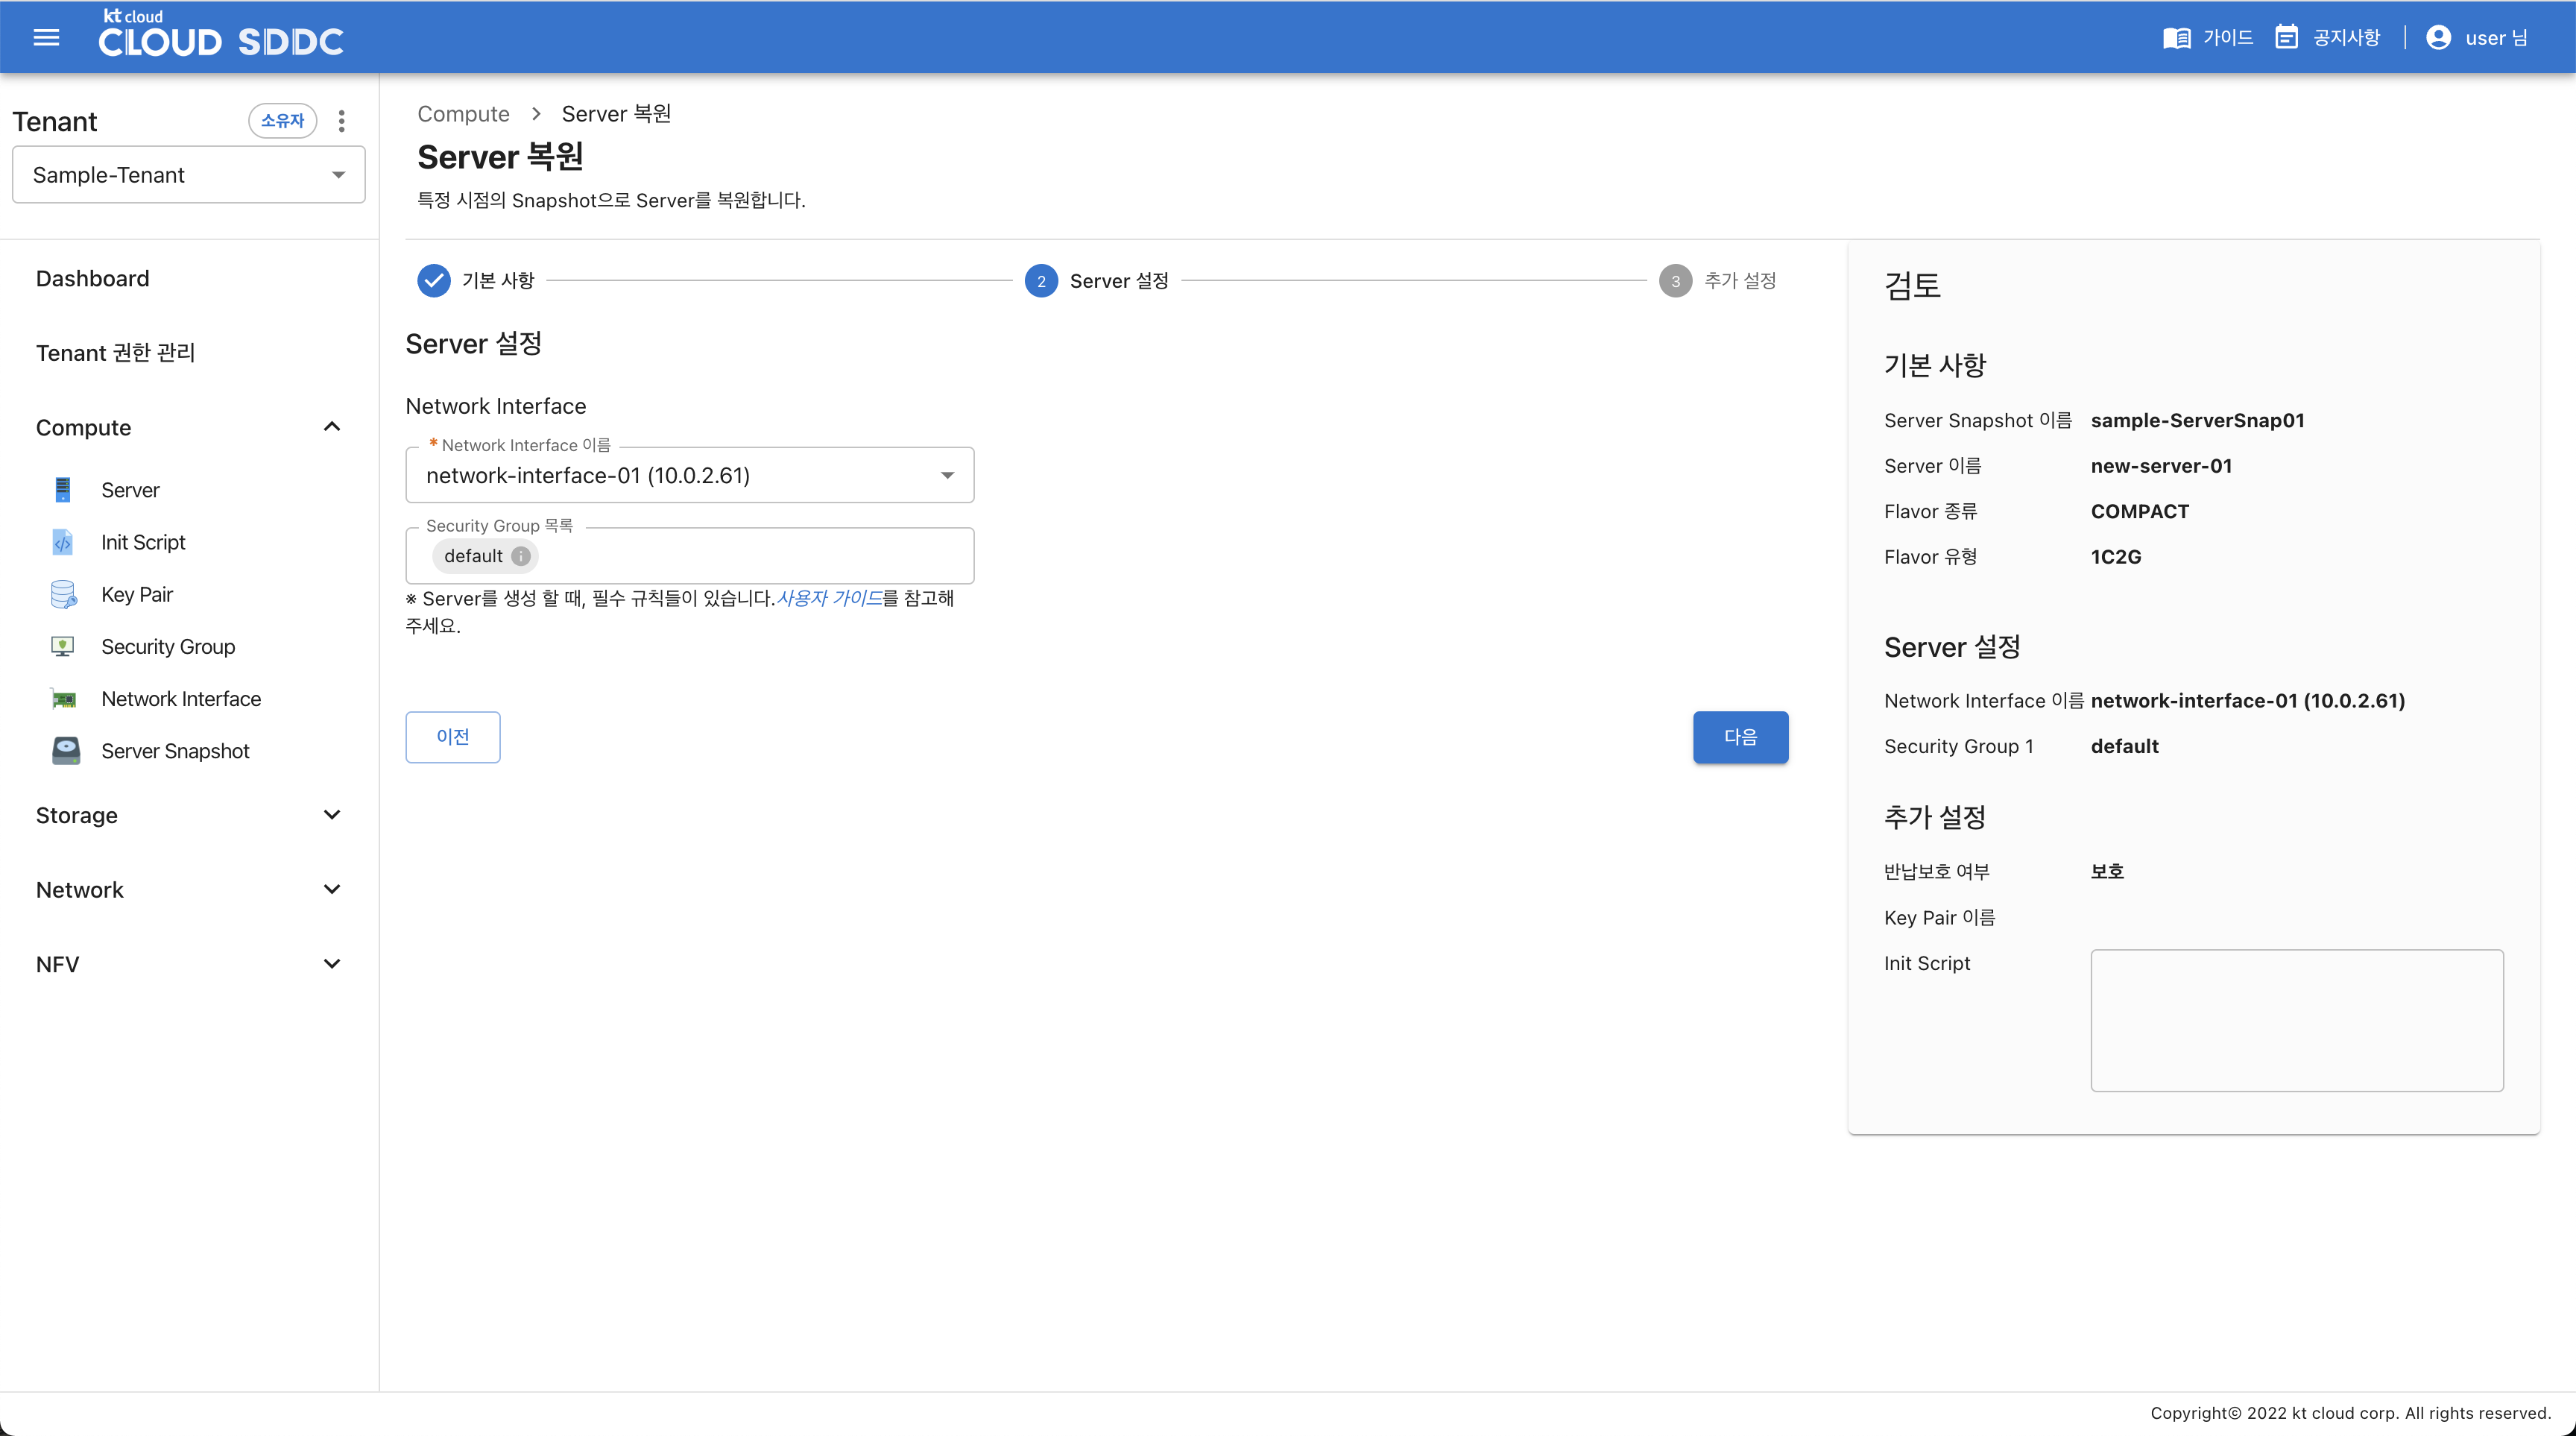 kt cloud
CLOUD SDDC
가이드
공지사항
user 님
Tenant
소유자
Sample-Tenant
Dashboard
Tenant 권한 관리
Compute
Server
Init Script
Key Pair
Security Group
Network Interface
Server Snapshot
Storage
Network
NFV
Compute > Server 복원
Server 복원
특정 시점의 Snapshot으로 Server를 복원합니다.
기본 사항
2 Server 설정
3 추가 설정
Server 설정
Network Interface
* Network Interface 이름
network-interface-01 (10.0.2.61)
Security Group 목록
default
※ Server를 생성 할 때, 필수 규칙들이 있습니다.사용자 가이드를 참고해
주세요.
이전
다음
검토
기본 사항
Server Snapshot 이름 sample-ServerSnap01
Server 이름 new-server-01
Flavor 종류 COMPACT
Flavor 유형 1C2G
Server 설정
Network Interface 이름 network-interface-01 (10.0.2.61)
Security Group 1 default
추가 설정
반납보호 여부 보호
Key Pair 이름
Init Script
Copyright© 2022 kt cloud corp. All rights reserved.